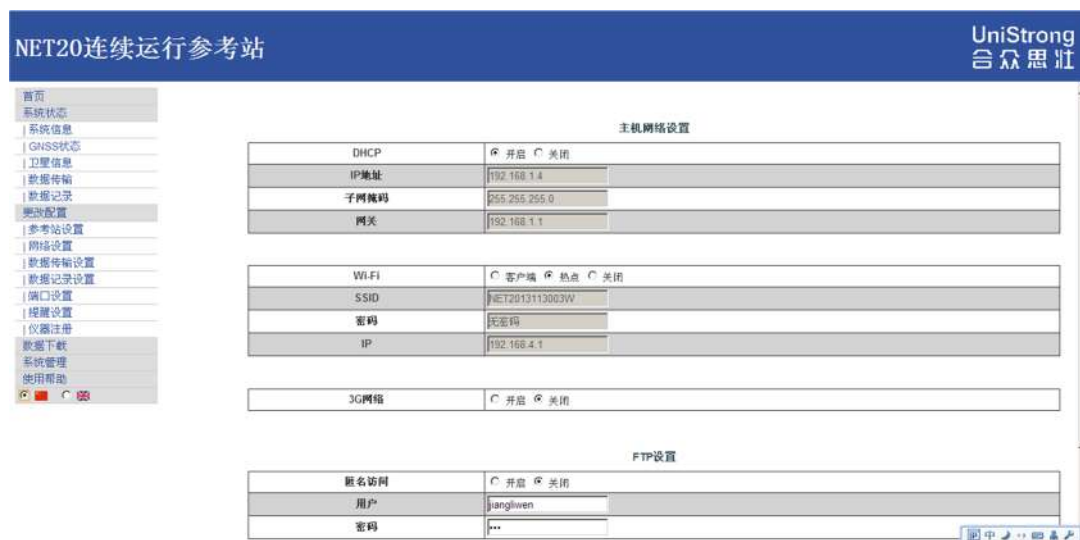 NET20连续运行参考站
UniStrong
合众思壮
首页
系统状态
|系统信息
|GNSS状态
|卫星信息
|数据传输
|数据记录
更改配置
|参考站设置
|网络设置
|数据传输设置
|数据记录设置
|端口设置
|提醒设置
|仪器注册
数据下载
系统管理
使用帮助
主机网络设置
DHCP 开启 关闭
IP地址 192.168.1.4
子网掩码 255.255.255.0
网关 192.168.1.1
Wi-Fi 客户端 热点 关闭
SSID NET2013113003W
密码 无密码
IP 192.168.4.1
3G网络 开启 关闭
FTP设置
匿名访问 开启 关闭
用户 jiangliwen
密码 •••
中